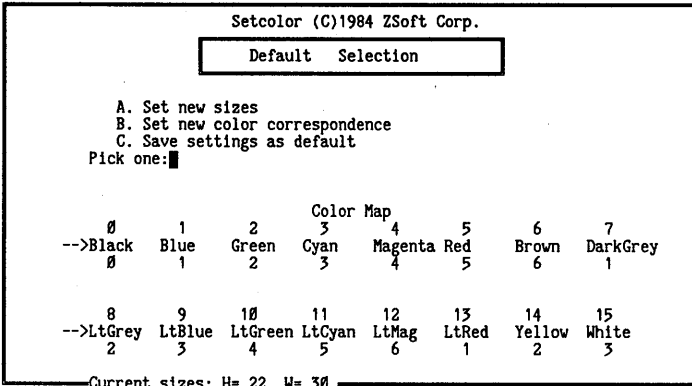 Setcolor (C)1984 ZSoft Corp.
Default Selection
A. Set new sizes
B. Set new color correspondence
C. Save settings as default
Pick one:
Color Map
0 1 2 3 4 5 6 7
-->Black Blue Green Cyan Magenta Red Brown DarkGrey
0 1 2 3 4 5 6 1
8 9 10 11 12 13 14 15
-->LtGrey LtBlue LtGreen LtCyan LtMag LtRed Yellow White
2 3 4 5 6 1 2 3
Current sizes: H= 22 W= 30